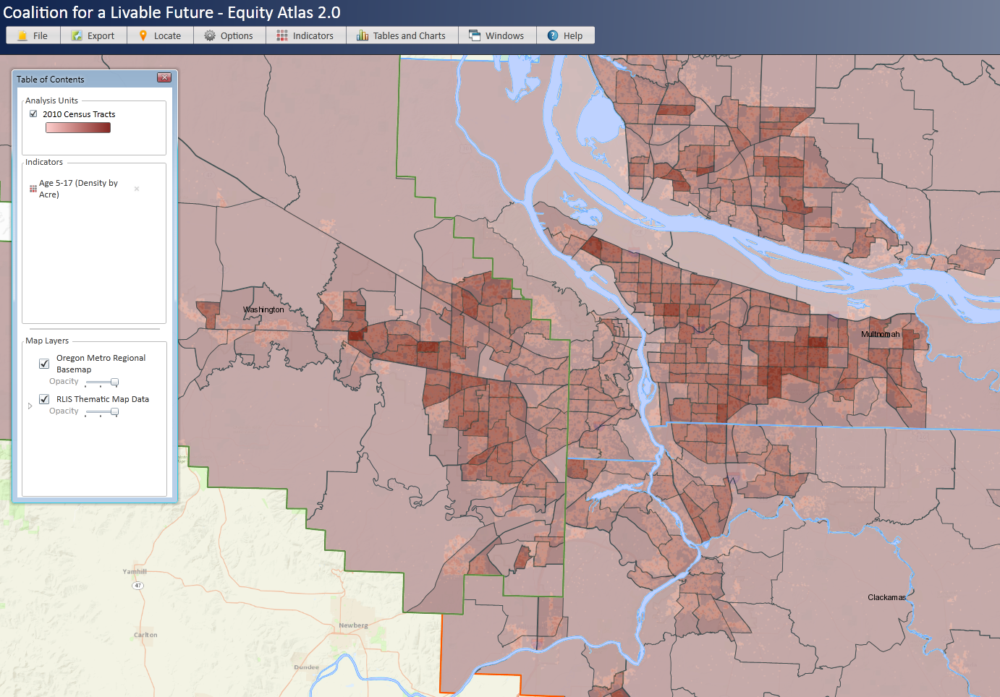 Coalition for a Livable Future - Equity Atlas 2.0
File Export Locate Options Indicators Tables and Charts Windows Help
Table of Contents
Analysis Units
2010 Census Tracts
Indicators
Age 5-17 (Density by
Acre)
Map Layers
Oregon Metro Regional
Basemap
Opacity
RLIS Thematic Map Data
Opacity
Washington
Multnomah
Yamhill
47
Clackamas
Newberg
Carlton
Dundee